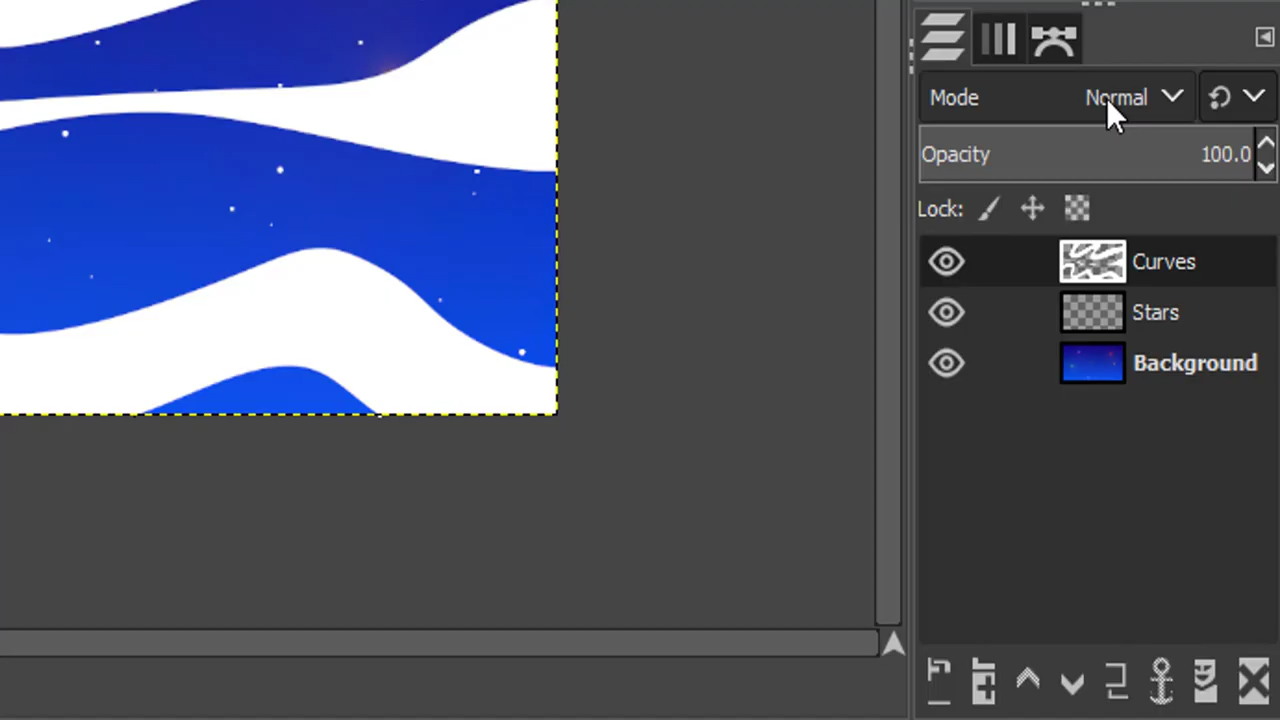 Mode Normal
Opacity 100.0
Lock:
Curves
Stars
Background